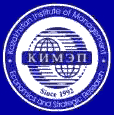 Kazakhstan Institute of Management
Economics and Strategic Research
КИМЭП
Since 1992